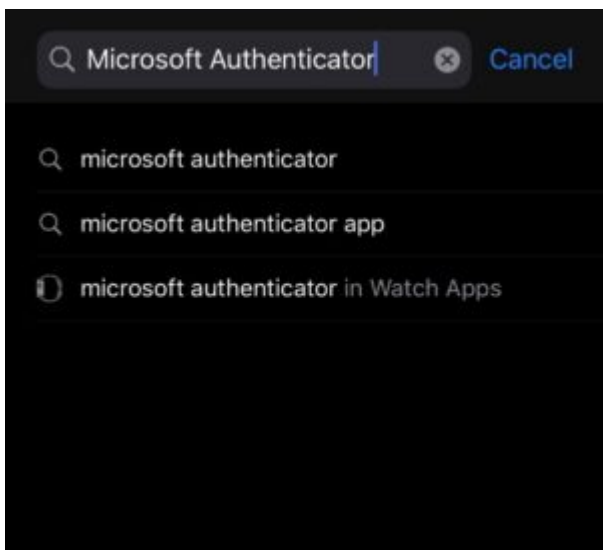 Microsoft Authenticator Cancel
microsoft authenticator
microsoft authenticator app
microsoft authenticator in Watch Apps